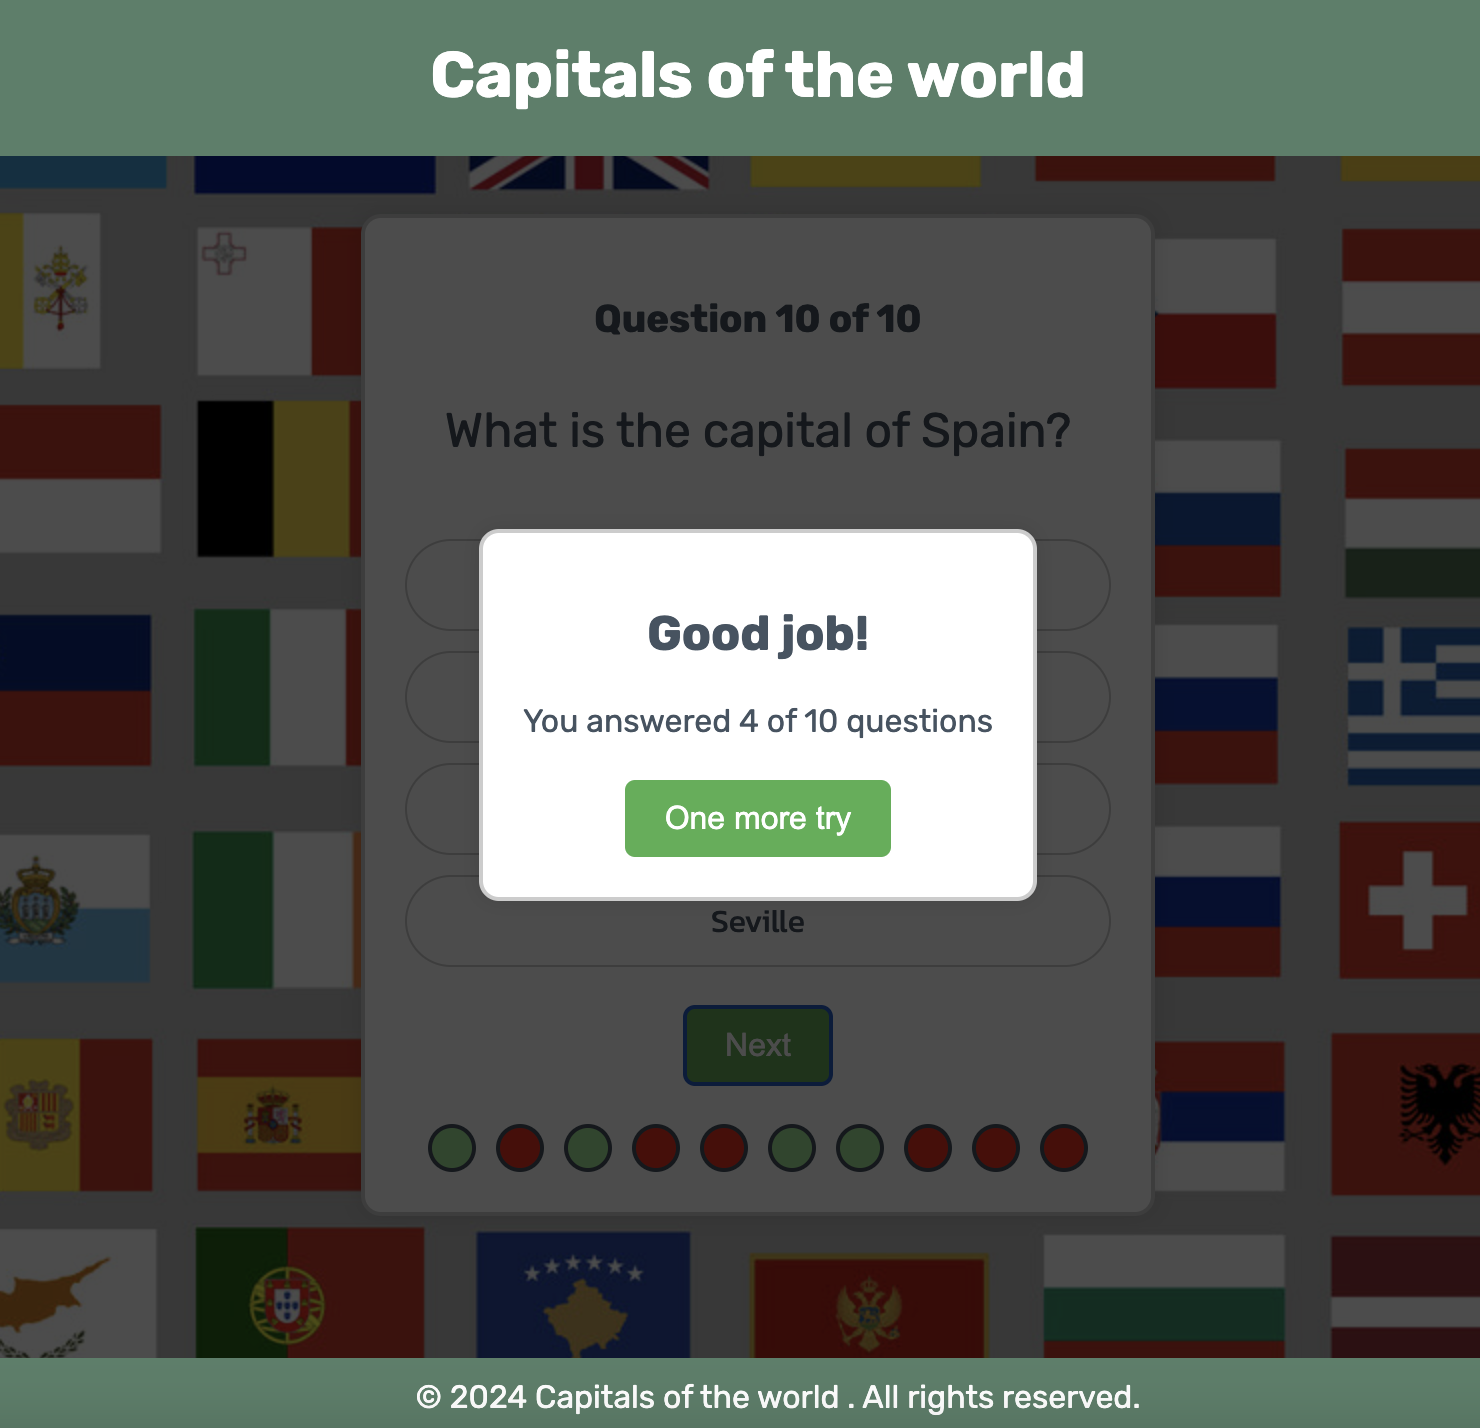 Capitals of the world
Question 10 of 10
What is the capital of Spain?
Good job!
You answered 4 of 10 questions
One more try
Seville
Next
© 2024 Capitals of the world . All rights reserved.